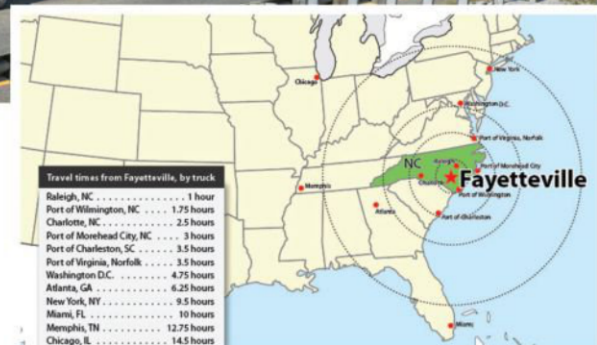 New York
Chicago
Washington D.C.
Port of Virginia, Norfolk
NC
Raleigh
Port of Morehead City
Charlotte
Fayetteville
Memphis
Port of Wilmington
Atlanta
Port of Charleston
Miami
Travel times from Fayetteville, by truck
Raleigh, NC . . . . . . . . . . . . . . . 1 hour
Port of Wilmington, NC . . . . 1.75 hours
Charlotte, NC . . . . . . . . . . . . 2.5 hours
Port of Morehead City, NC . . . . 3 hours
Port of Charleston, SC . . . . . 3.5 hours
Port of Virginia, Norfolk . . . . 3.5 hours
Washington D.C. . . . . . . . . 4.75 hours
Atlanta, GA . . . . . . . . . . . . 6.25 hours
New York, NY . . . . . . . . . . . . 9.5 hours
Miami, FL . . . . . . . . . . . . . . . 10 hours
Memphis, TN . . . . . . . . . . 12.75 hours
Chicago, IL . . . . . . . . . . . . 14.5 hours